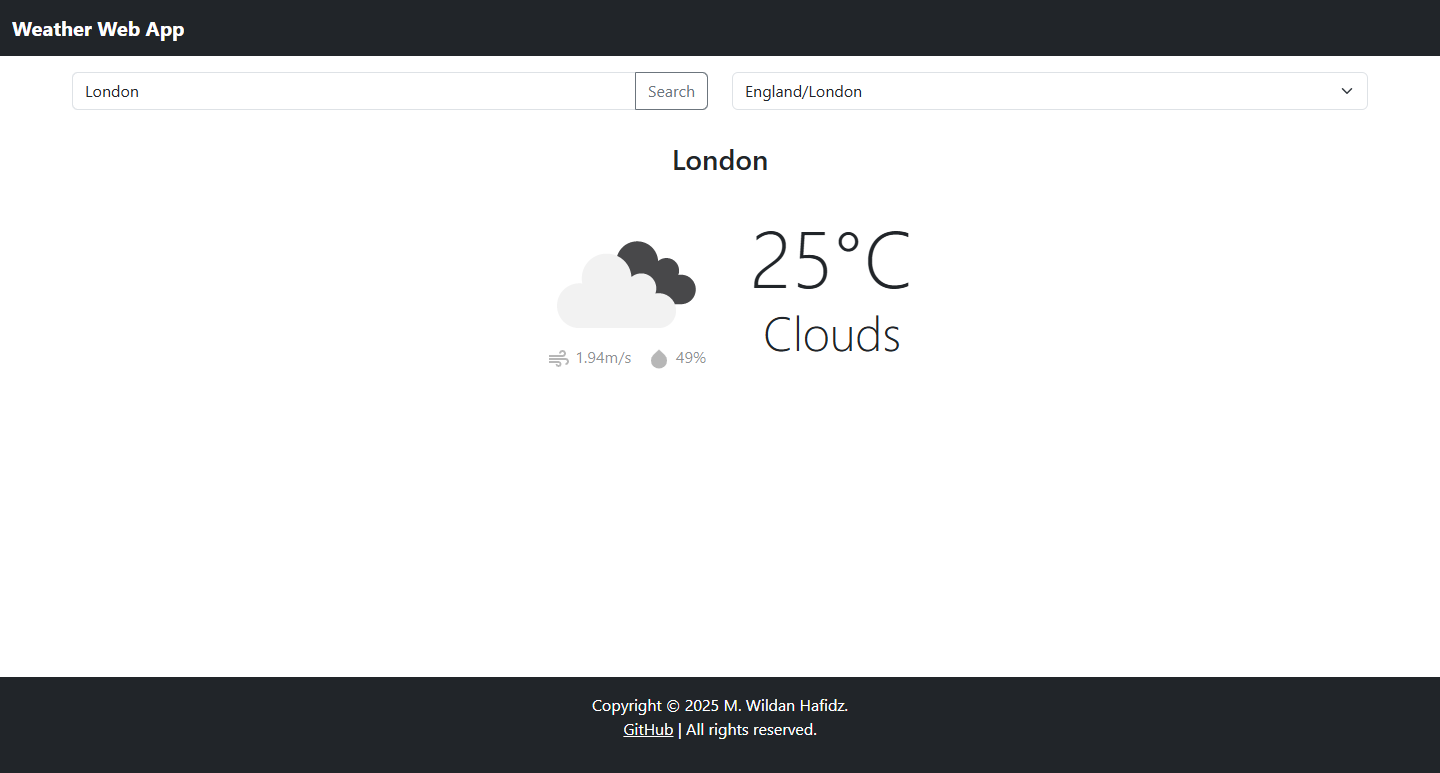 Weather Web App
London
Search
England/London
London
25°C
Clouds
1.94m/s
49%
Copyright © 2025 M. Wildan Hafidz.
GitHub | All rights reserved.